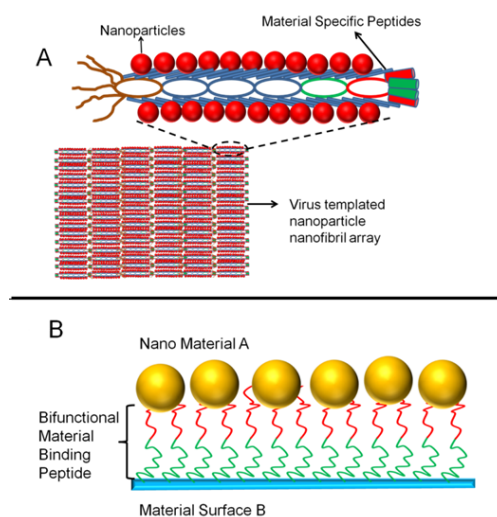 Nanoparticles
Material Specific Peptides
A
Virus templated
nanoparticle
nanofibril array
B
Nano Material A
Bifunctional
Material
Binding
Peptide
Material Surface B